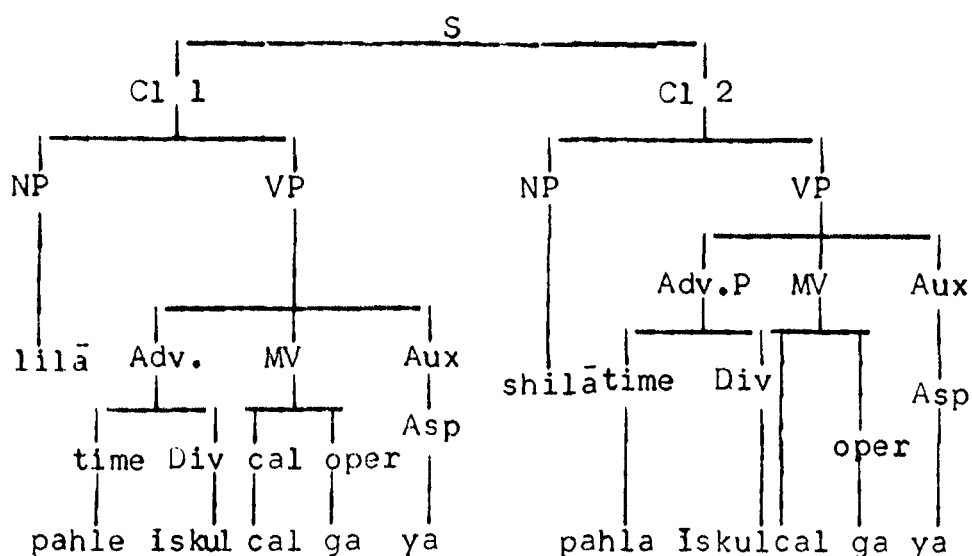 S
Cl 1 Cl 2
NP VP NP VP
Adv.P MV Aux
lilā Adv. MV Aux shilā time Div Asp
Asp
time Div cal oper oper
pahle iskul cal ga ya pahla iskul cal ga ya